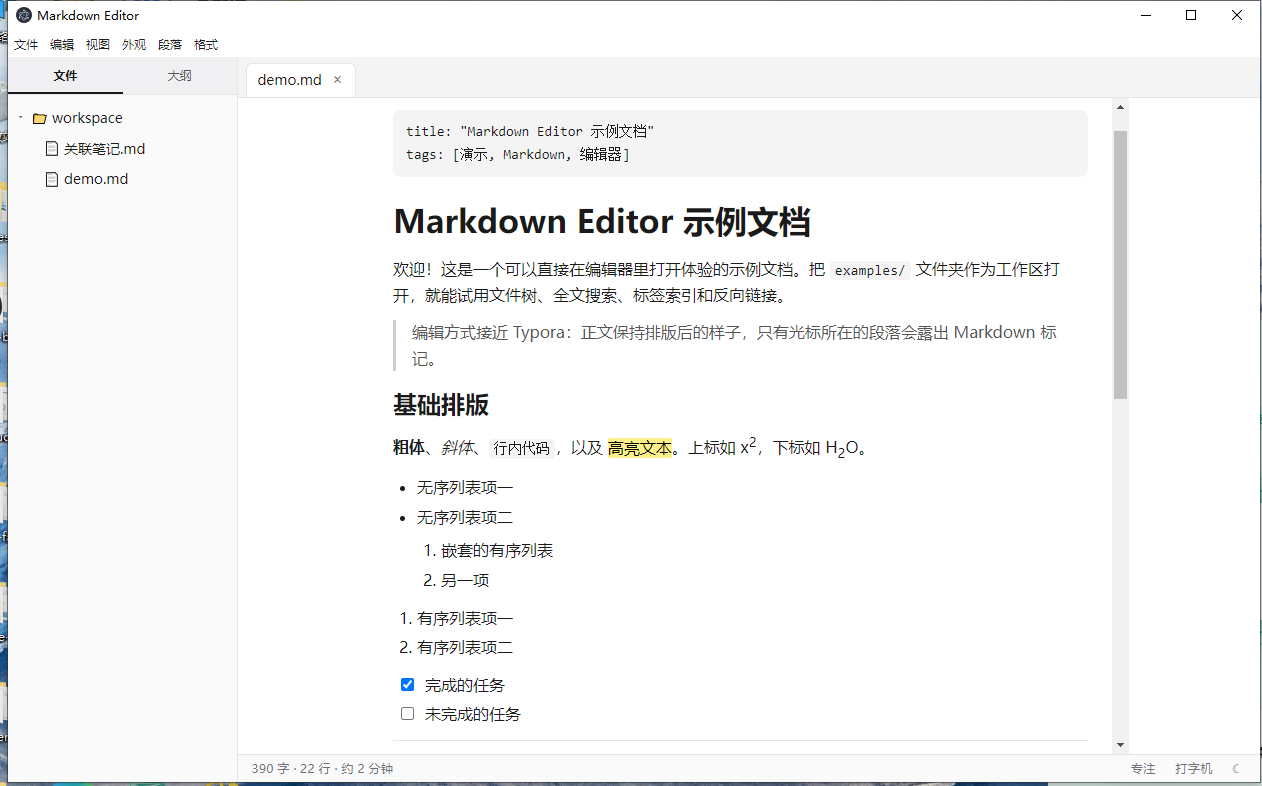 Markdown Editor
文件 编辑 视图 外观 段落 格式
文件 大纲
demo.md ×
workspace
关联笔记.md
demo.md
title: "Markdown Editor 示例文档"
tags: [演示, Markdown, 编辑器]
Markdown Editor 示例文档
欢迎！这是一个可以直接在编辑器里打开体验的示例文档。把 examples/ 文件夹作为工作区打
开，就能试用文件树、全文搜索、标签索引和反向链接。
编辑方式接近 Typora：正文保持排版后的样子，只有光标所在的段落会露出 Markdown 标
记。
基础排版
粗体、斜体、 行内代码 ，以及 高亮文本。上标如 x²，下标如 H₂O。
• 无序列表项一
• 无序列表项二
1. 嵌套的有序列表
2. 另一项
1. 有序列表项一
2. 有序列表项二
完成的任务
未完成的任务
390 字 · 22 行 · 约 2 分钟
专注 打字机 ☾